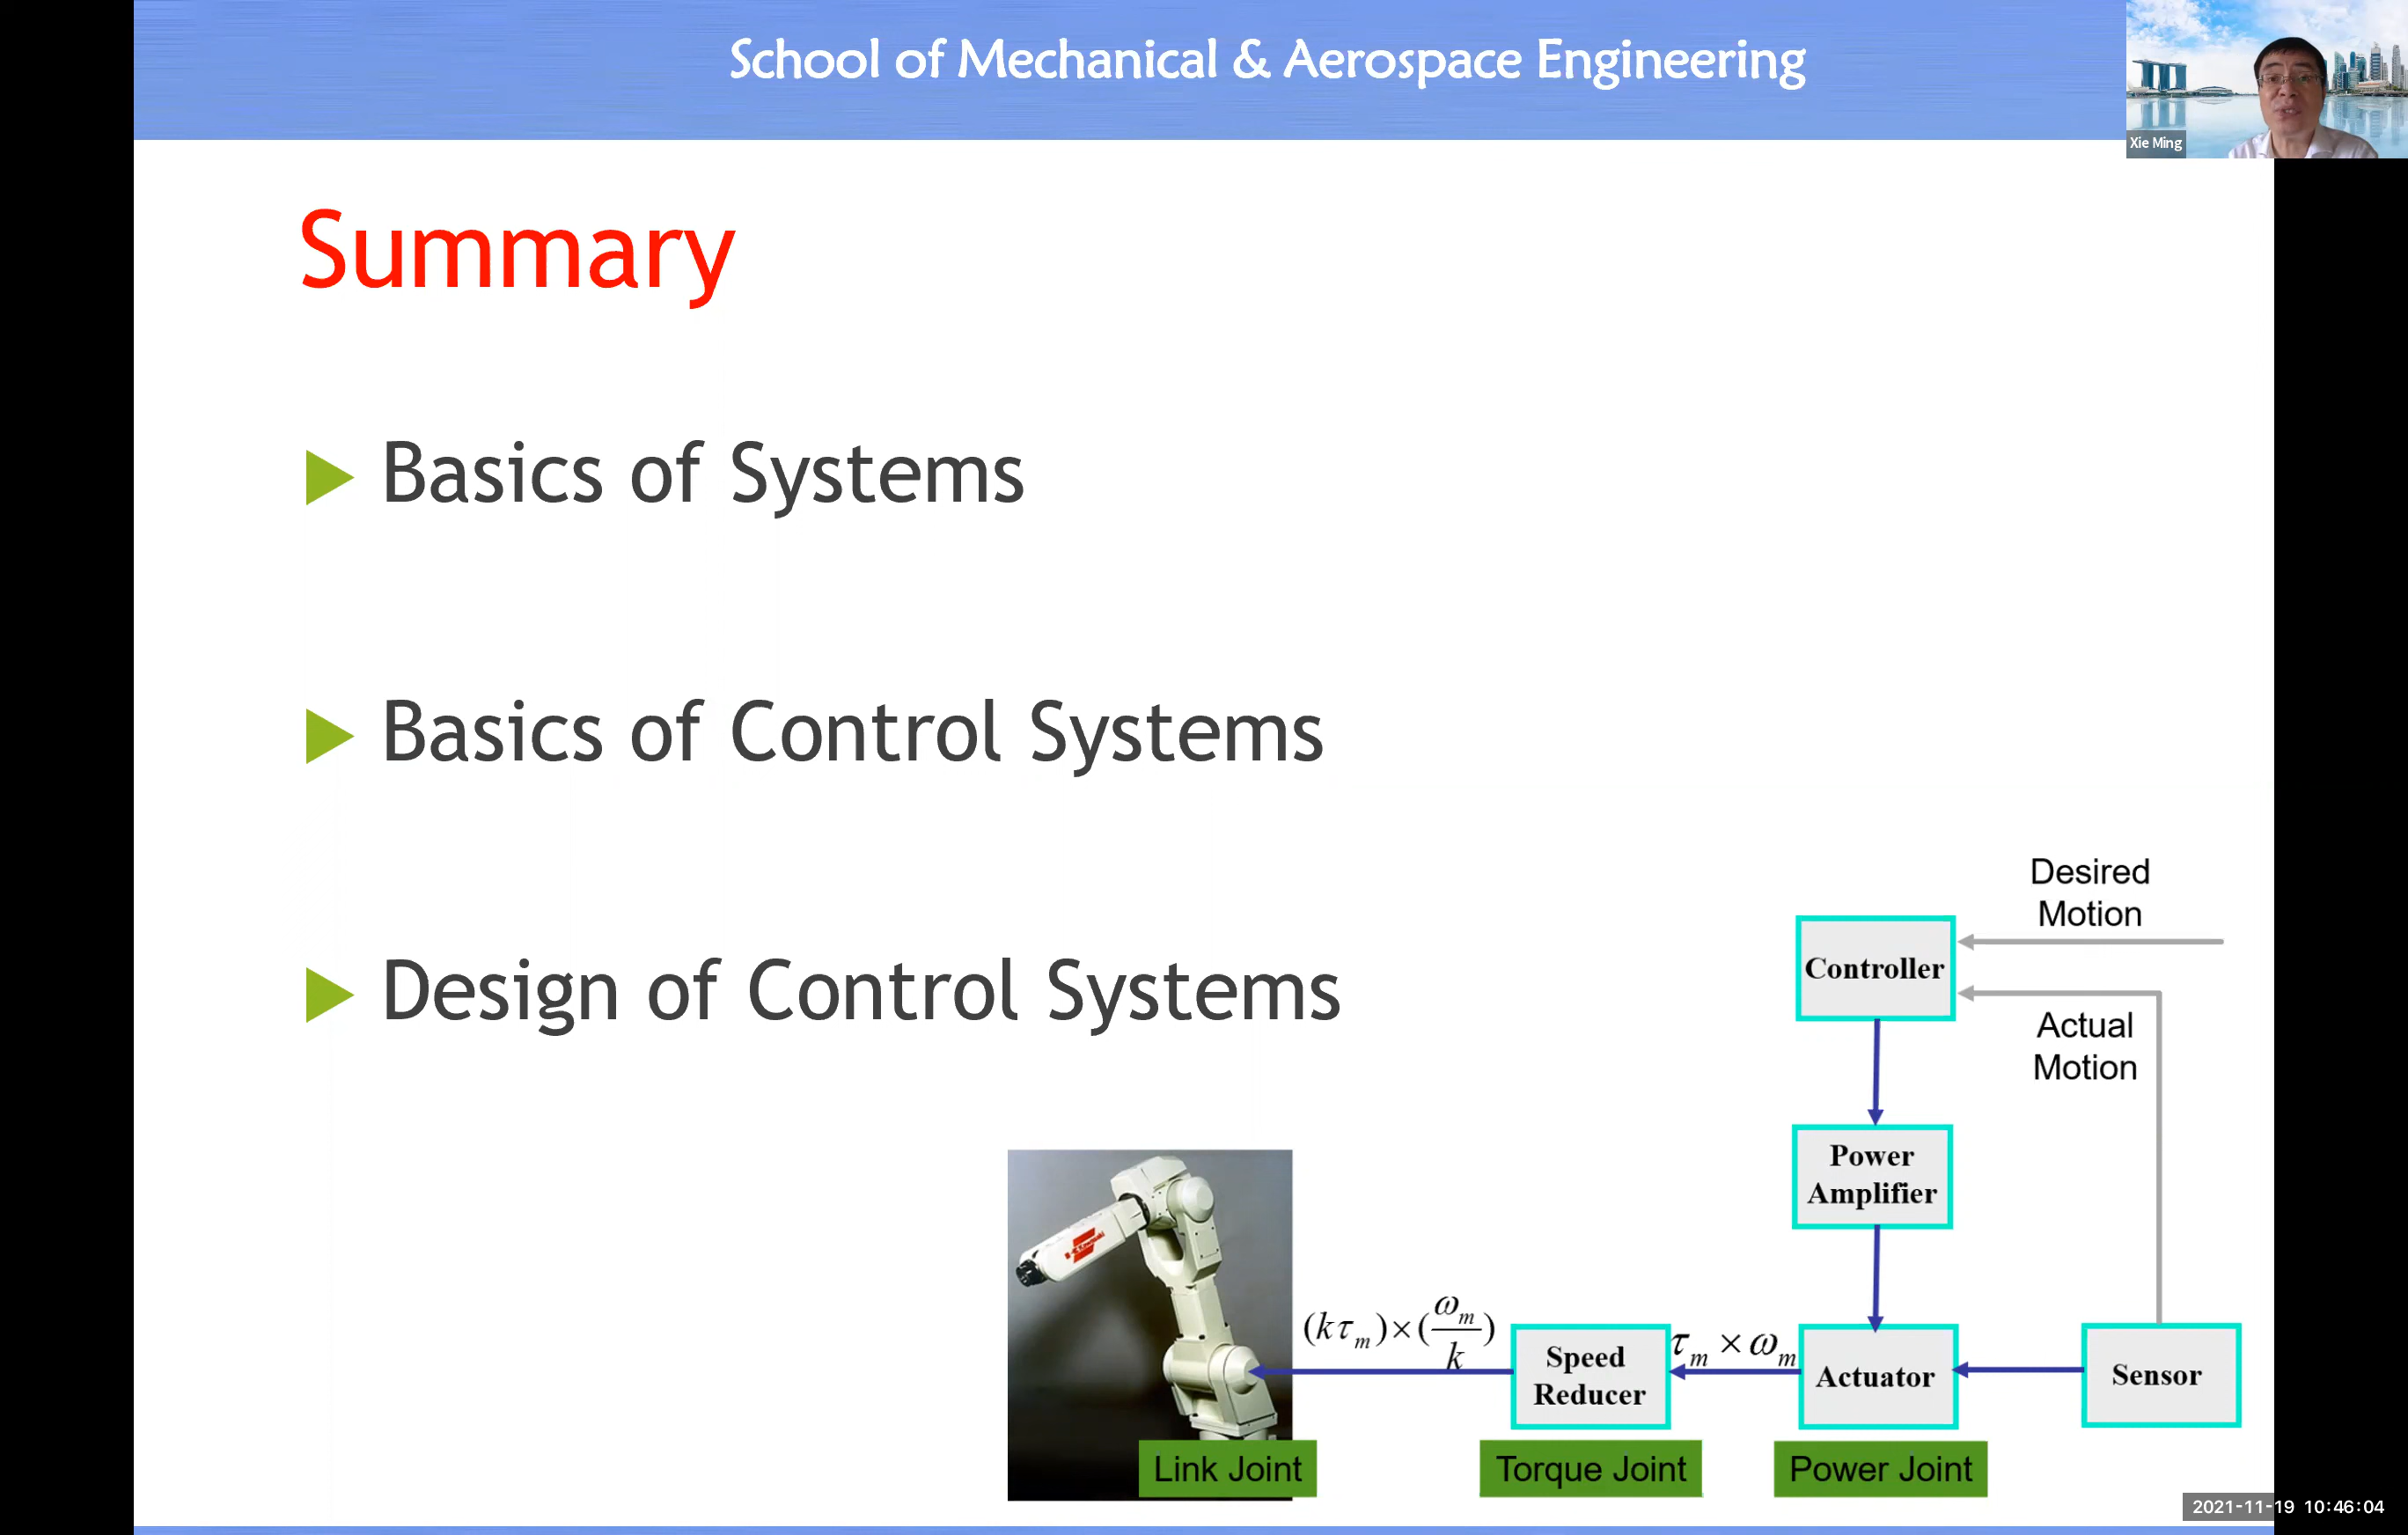 School of Mechanical & Aerospace Engineering
Xie Ming
Summary
Basics of Systems
Basics of Control Systems
Design of Control Systems
Desired
Motion
Controller
Actual
Motion
Power
Amplifier
(kτm)×(ωm/k)
Speed
Reducer
τm × ωm
Actuator
Sensor
Link Joint
Torque Joint
Power Joint
2021-11-19 10:46:04